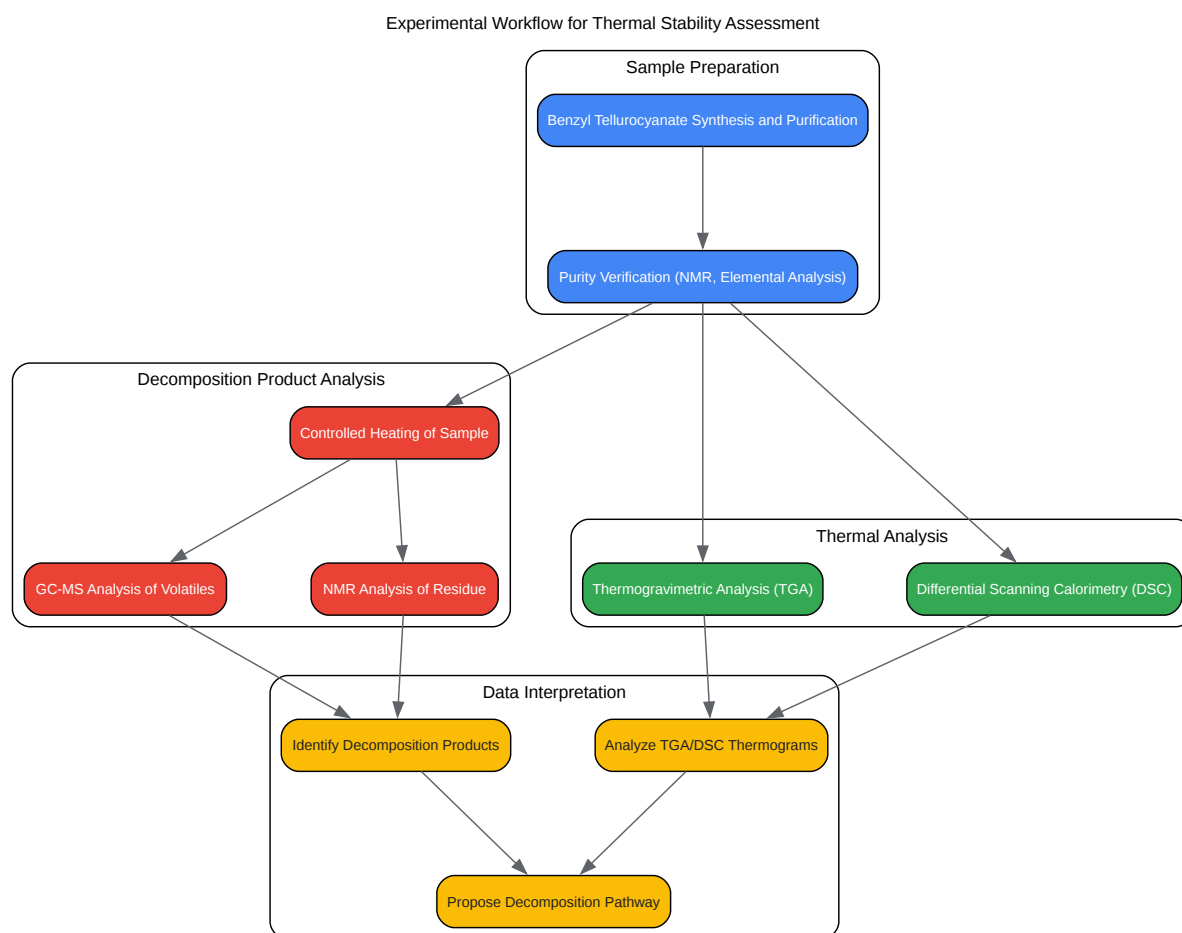 Experimental Workflow for Thermal Stability Assessment
Sample Preparation
Benzyl Tellurocyanate Synthesis and Purification
Purity Verification (NMR, Elemental Analysis)
Decomposition Product Analysis
Controlled Heating of Sample
GC-MS Analysis of Volatiles
NMR Analysis of Residue
Thermal Analysis
Thermogravimetric Analysis (TGA)
Differential Scanning Calorimetry (DSC)
Data Interpretation
Identify Decomposition Products
Analyze TGA/DSC Thermograms
Propose Decomposition Pathway